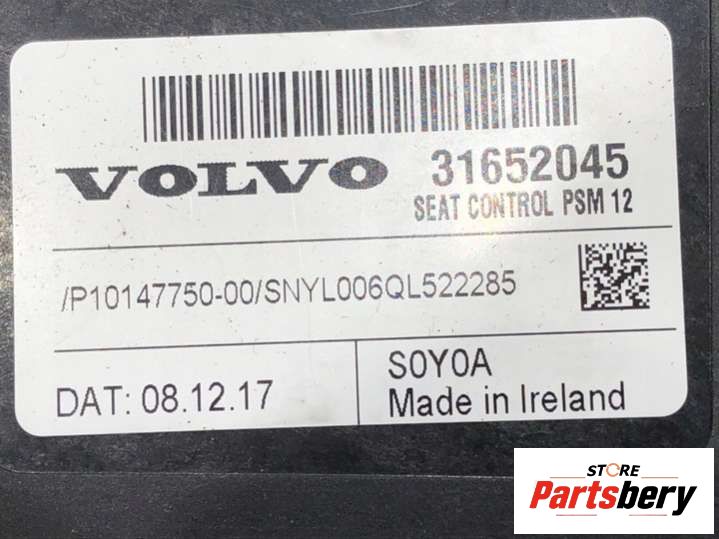 VOLVO 31652045
SEAT CONTROL PSM 12
/P10147750-00/SNYL006QL522285
S0Y0A
DAT: 08.12.17 Made in Ireland
STORE
Partsbery